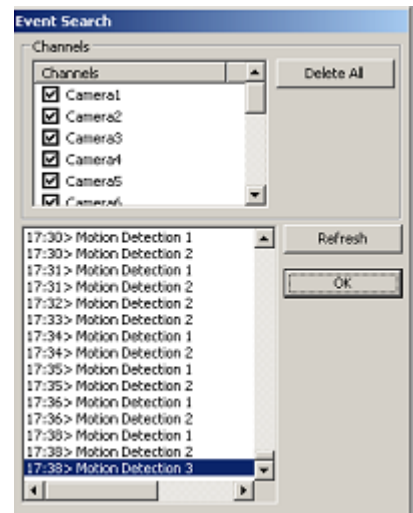 Event Search
Channels
Channels
Delete All
Camera1
Camera2
Camera3
Camera4
Camera5
Camera6
17:30> Motion Detection 1
Refresh
17:30> Motion Detection 2
17:31> Motion Detection 1
17:31> Motion Detection 2
OK
17:32> Motion Detection 2
17:33> Motion Detection 2
17:34> Motion Detection 1
17:34> Motion Detection 2
17:35> Motion Detection 1
17:35> Motion Detection 2
17:36> Motion Detection 1
17:36> Motion Detection 2
17:38> Motion Detection 1
17:38> Motion Detection 2
17:38> Motion Detection 3